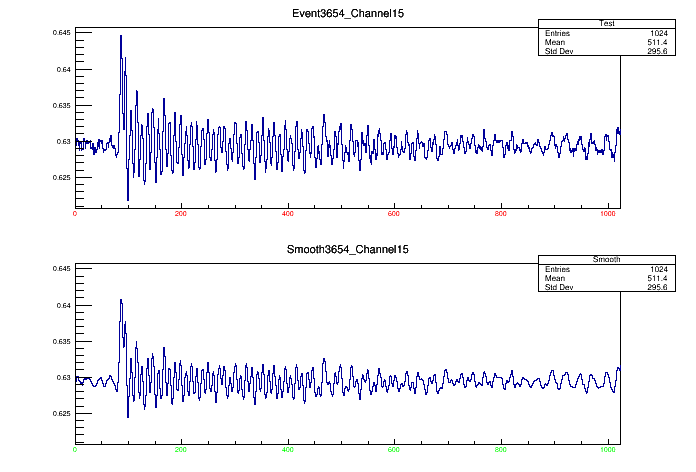 Event3654_Channel15
Test
Entries 1024
Mean 511.4
Std Dev 295.6
0.645
0.64
0.635
0.63
0.625
0 200 400 600 800 1000
Smooth3654_Channel15
Smooth
Entries 1024
Mean 511.4
Std Dev 295.6
0.645
0.64
0.635
0.63
0.625
0 200 400 600 800 1000